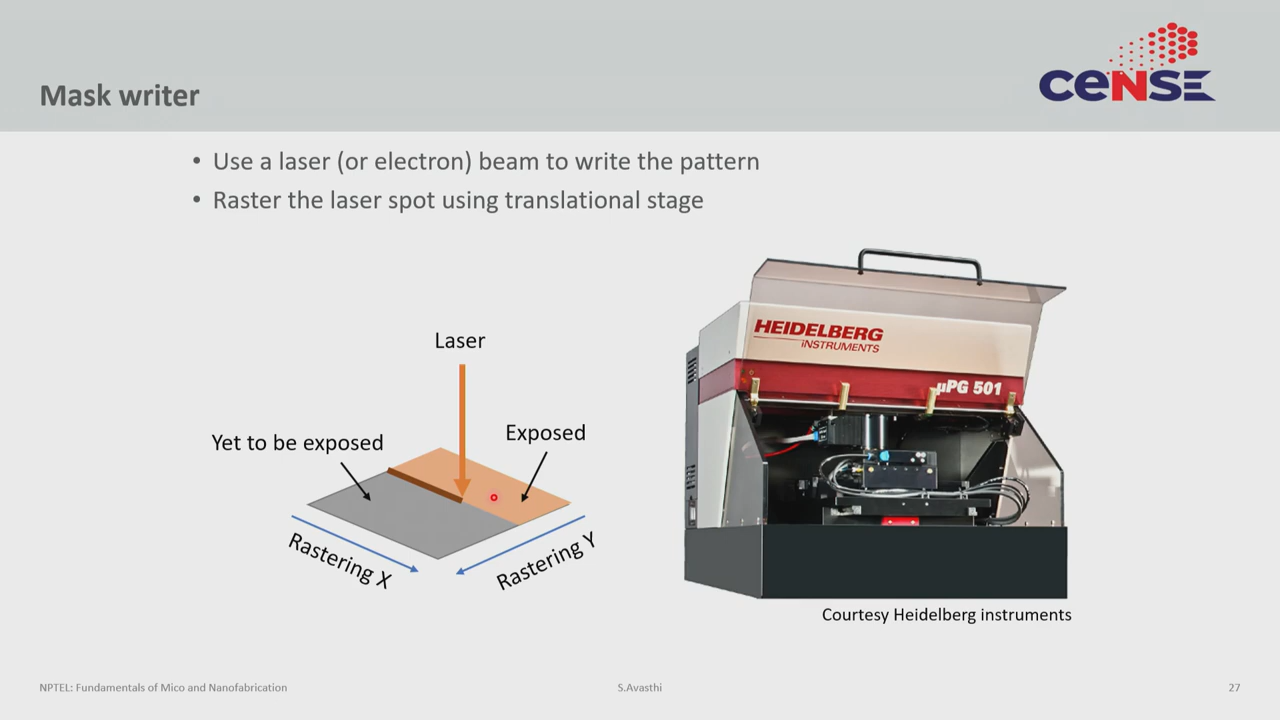 Mask writer
CeNSE
• Use a laser (or electron) beam to write the pattern
• Raster the laser spot using translational stage
Laser
Yet to be exposed
Exposed
Rastering X
Rastering Y
HEIDELBERG
INSTRUMENTS
µPG 501
Courtesy Heidelberg instruments
NPTEL: Fundamentals of Mico and Nanofabrication
S.Avasthi
27